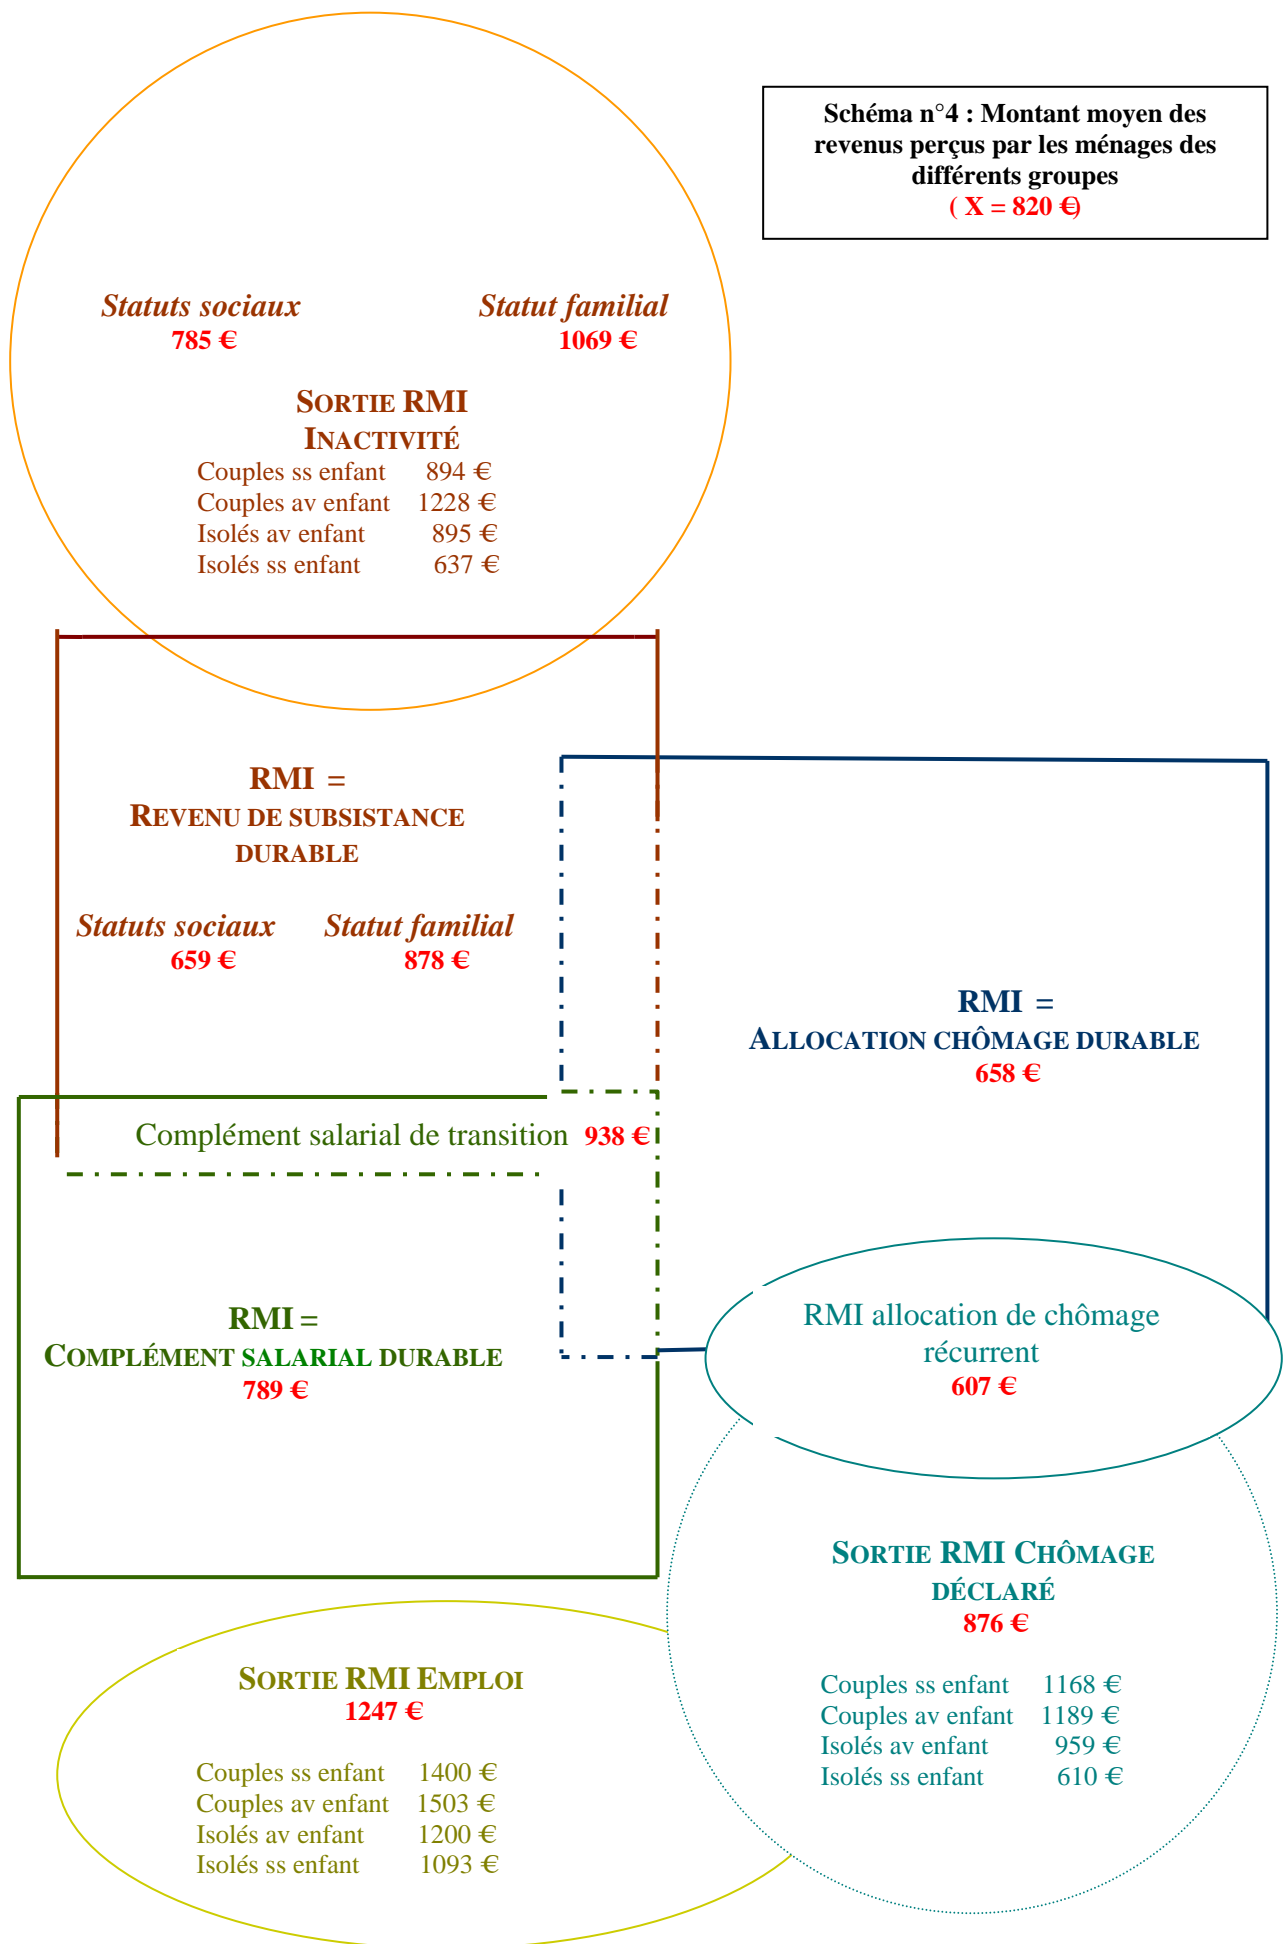 Schéma n°4 : Montant moyen des
revenus perçus par les ménages des
différents groupes
( X = 820 €)
Statuts sociaux Statut familial
785 € 1069 €
SORTIE RMI
INACTIVITÉ
Couples ss enfant 894 €
Couples av enfant 1228 €
Isolés av enfant 895 €
Isolés ss enfant 637 €
RMI =
REVENU DE SUBSISTANCE
DURABLE
Statuts sociaux Statut familial
659 € 878 €
RMI =
ALLOCATION CHÔMAGE DURABLE
658 €
Complément salarial de transition 938 €
RMI =
COMPLÉMENT SALARIAL DURABLE
789 €
RMI allocation de chômage
récurrent
607 €
SORTIE RMI CHÔMAGE
DÉCLARÉ
876 €
Couples ss enfant 1168 €
Couples av enfant 1189 €
Isolés av enfant 959 €
Isolés ss enfant 610 €
SORTIE RMI EMPLOI
1247 €
Couples ss enfant 1400 €
Couples av enfant 1503 €
Isolés av enfant 1200 €
Isolés ss enfant 1093 €